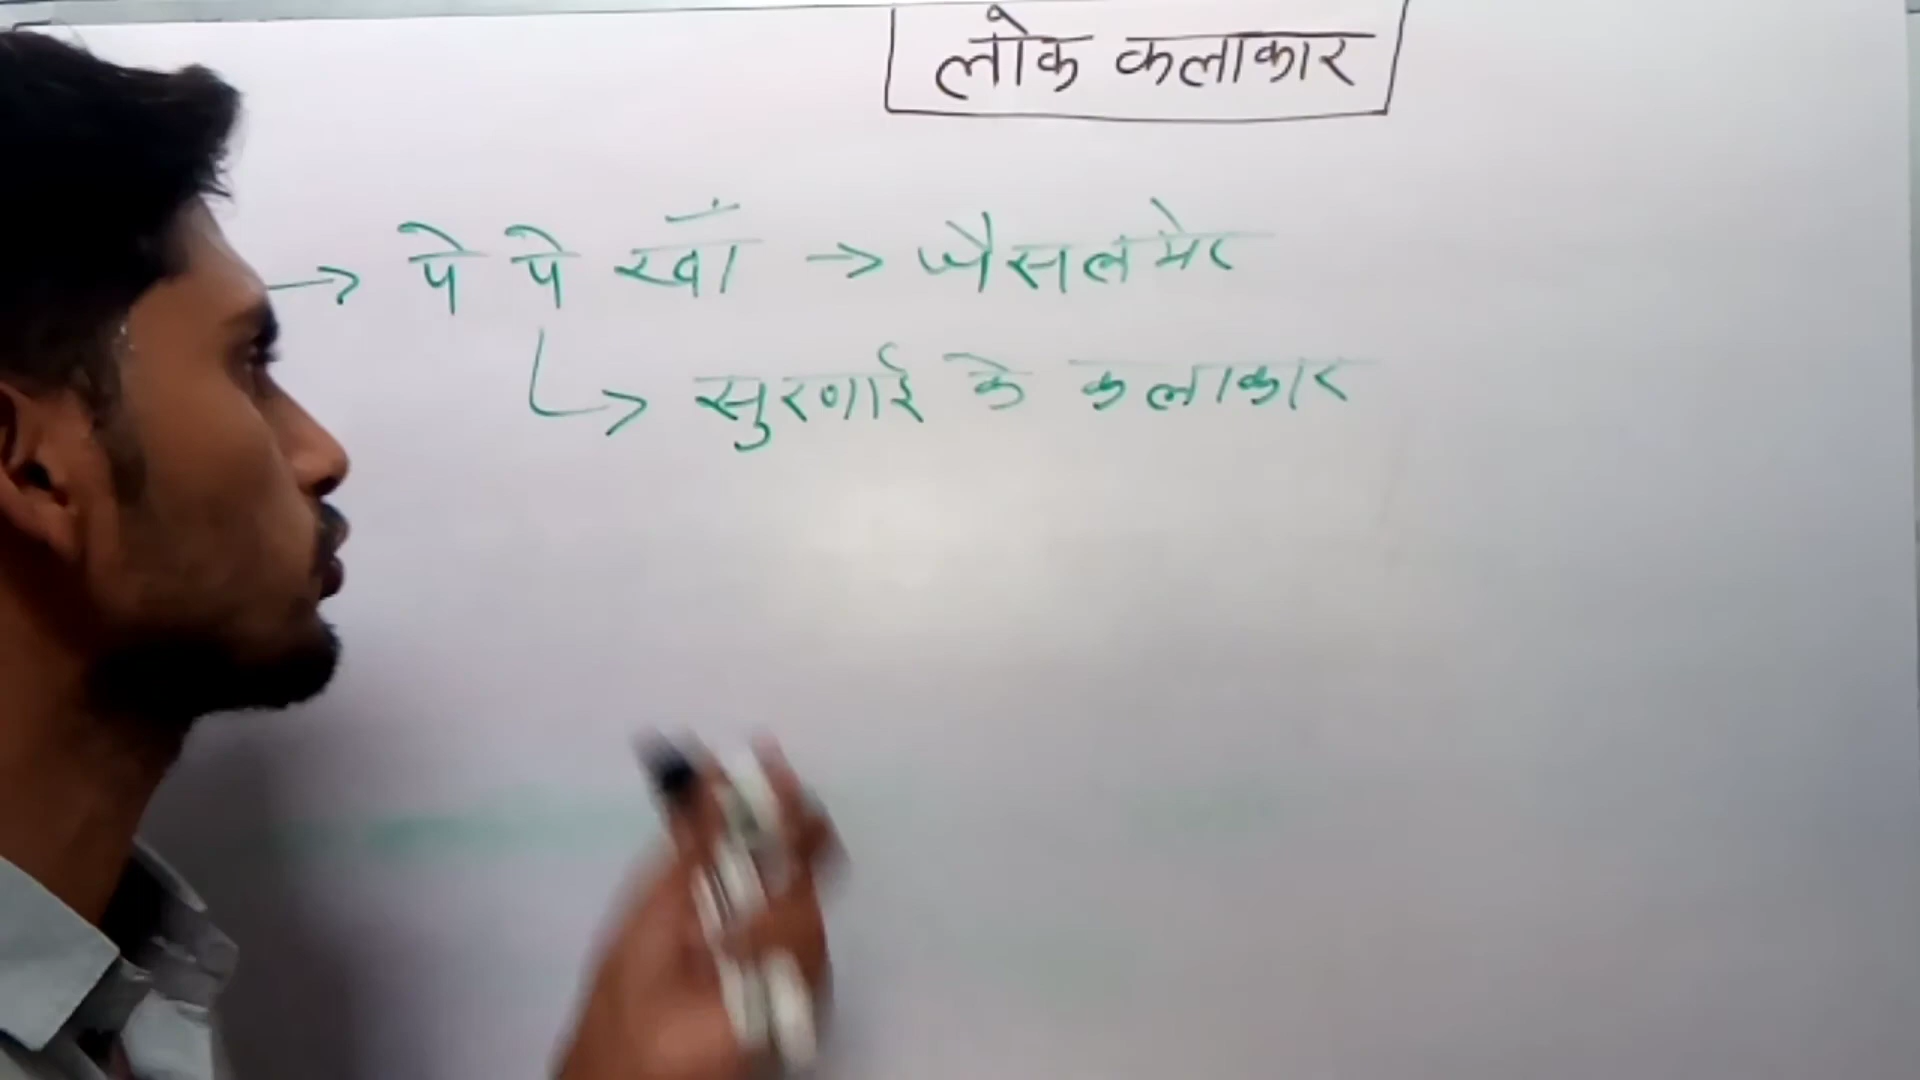 लोक कलाकार
→ पे पे खाँ → जैसलमेर
↳ सुरणाई के कलाकार